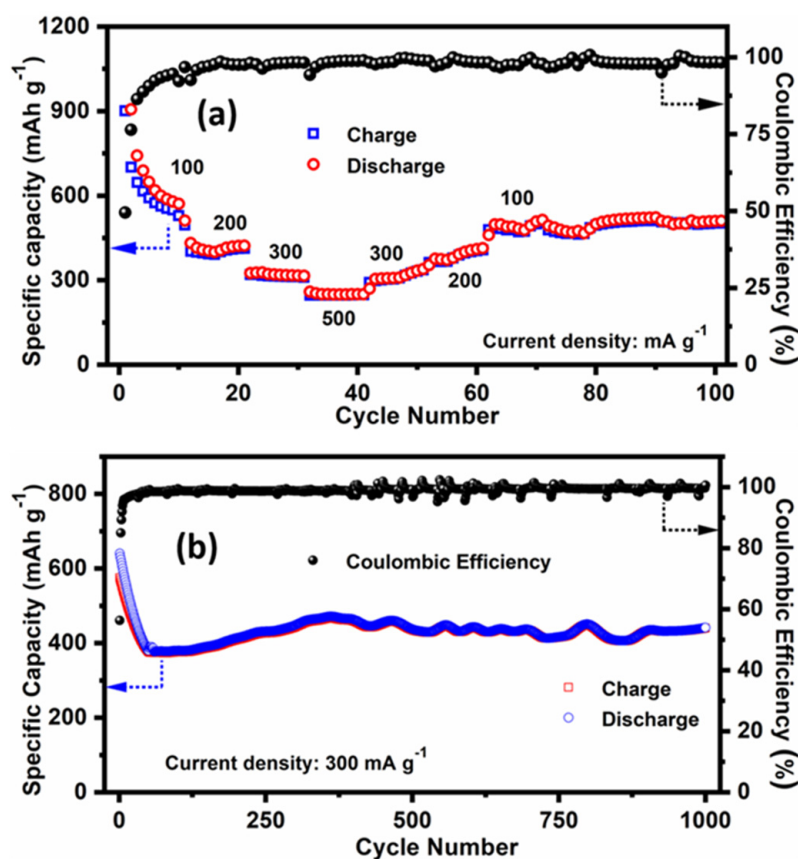 (a)
Specific capacity (mAh g⁻¹)
1200
900
600
300
0
Coulombic Efficiency (%)
100
75
50
25
0
Charge
Discharge
100
200
300
500
300
200
100
Current density: mA g⁻¹
0
20
40
60
80
100
Cycle Number
(b)
Specific Capacity (mAh g⁻¹)
800
600
400
200
0
Coulombic Efficiency (%)
100
80
60
40
20
0
Coulombic Efficiency
Charge
Discharge
Current density: 300 mA g⁻¹
0
250
500
750
1000
Cycle Number